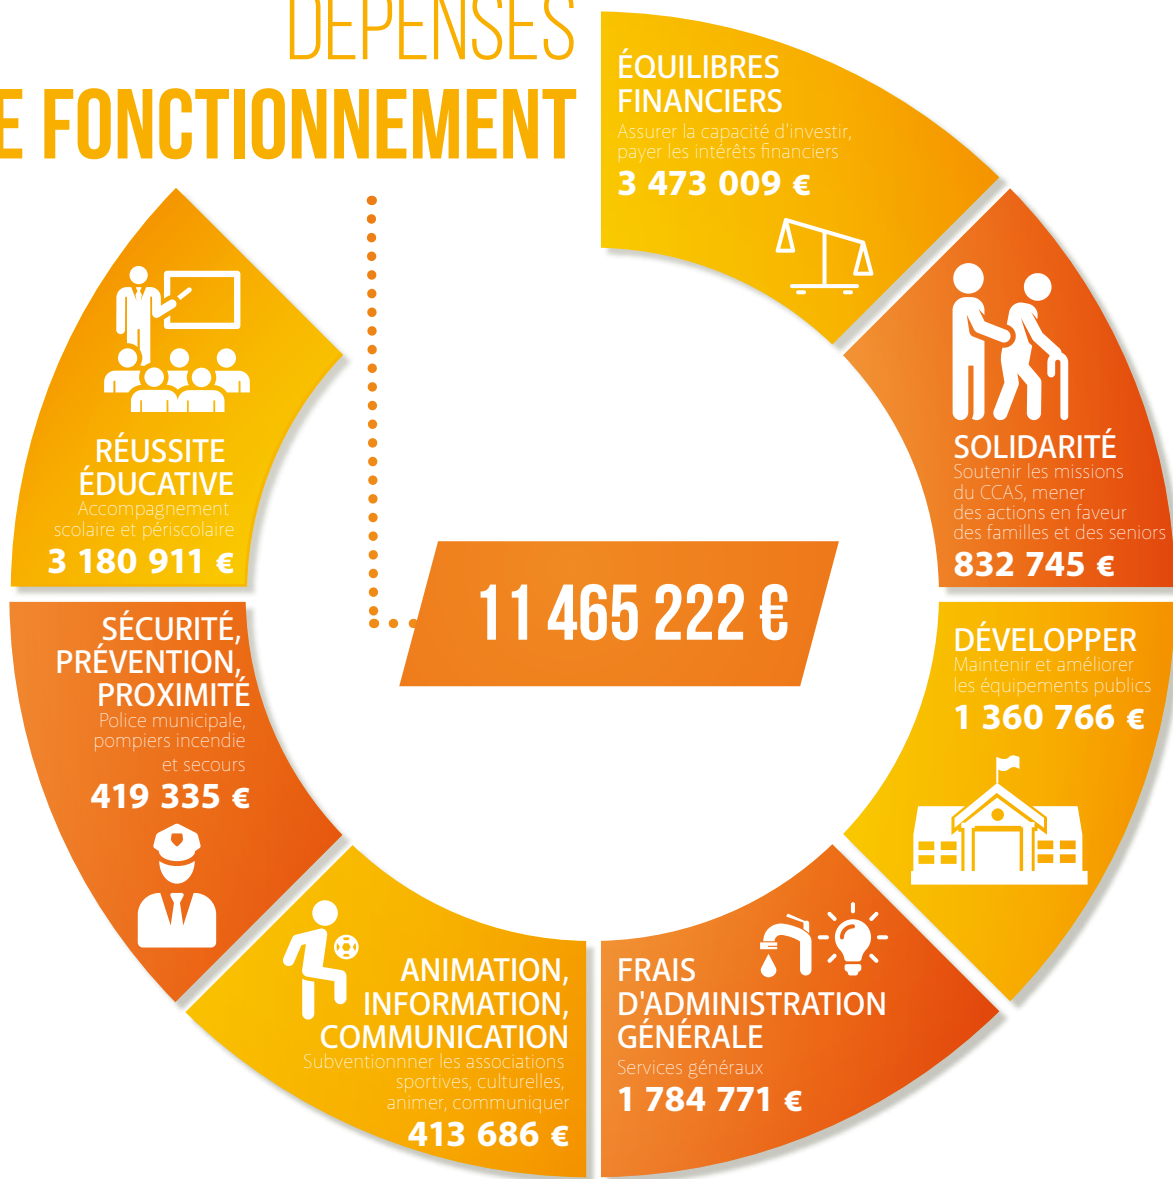 DÉPENSES
E FONCTIONNEMENT
ÉQUILIBRES
FINANCIERS
Assurer la capacité d'investir,
payer les intérêts financiers
3 473 009 €
SOLIDARITÉ
Soutenir les missions
du CCAS, mener
des actions en faveur
des familles et des seniors
832 745 €
DÉVELOPPER
Maintenir et améliorer
les équipements publics
1 360 766 €
FRAIS
D'ADMINISTRATION
GÉNÉRALE
Services généraux
1 784 771 €
ANIMATION,
INFORMATION,
COMMUNICATION
Subventionnner les associations
sportives, culturelles,
animer, communiquer
413 686 €
SÉCURITÉ,
PRÉVENTION,
PROXIMITÉ
Police municipale,
pompiers incendie
et secours
419 335 €
RÉUSSITE
ÉDUCATIVE
Accompagnement
scolaire et périscolaire
3 180 911 €
11 465 222 €